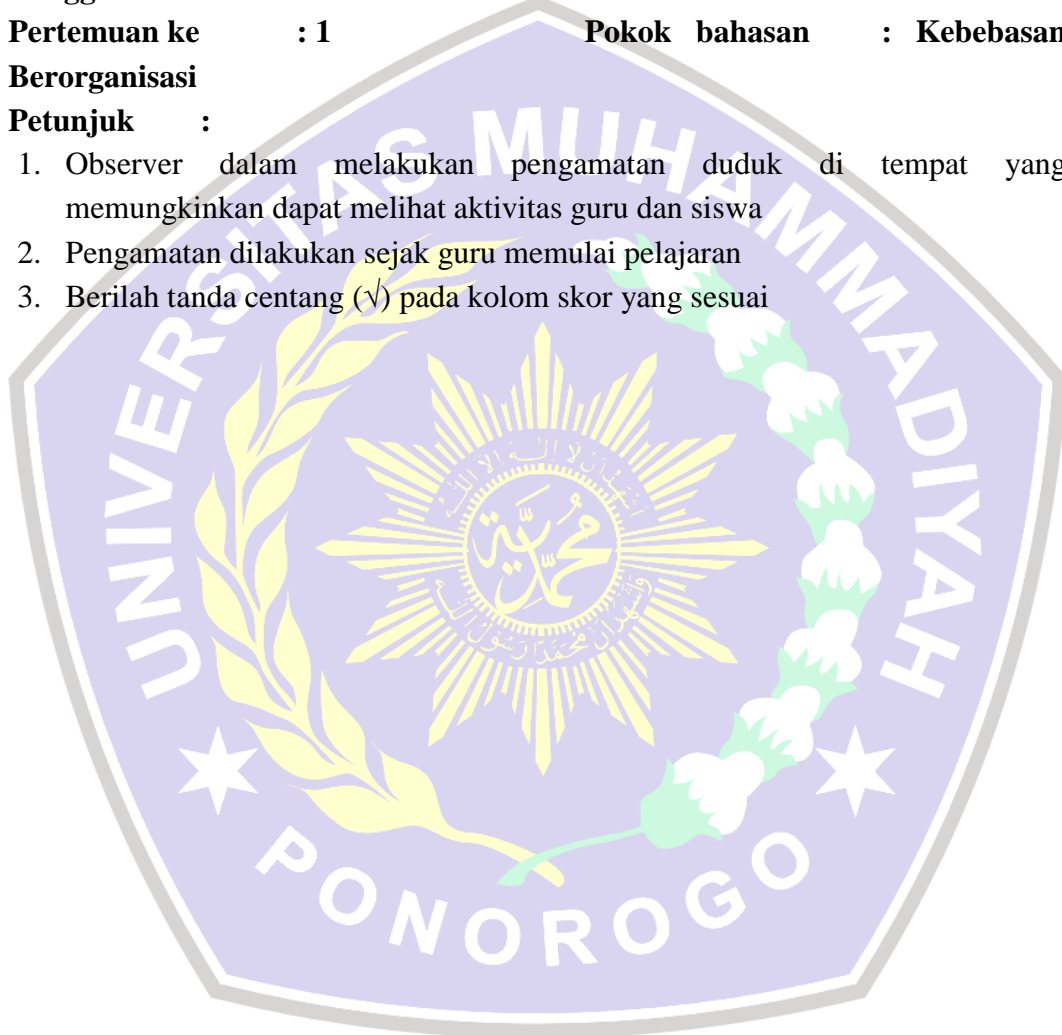 Pertemuan ke : 1 Pokok bahasan : Kebebasan
Berorganisasi
Petunjuk :
1. Observer dalam melakukan pengamatan duduk di tempat yang
memungkinkan dapat melihat aktivitas guru dan siswa
2. Pengamatan dilakukan sejak guru memulai pelajaran
3. Berilah tanda centang (√) pada kolom skor yang sesuai
UNIVERSITAS MUHAMMADIYAH
محمدية
PONOROGO